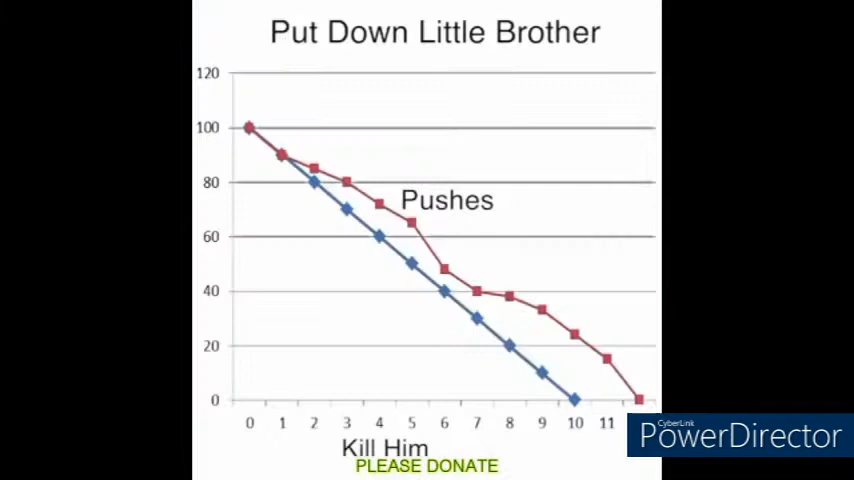 Put Down Little Brother
120
100
80
60
40
20
0
Pushes
0 1 2 3 4 5 6 7 8 9 10 11
Kill Him
PLEASE DONATE
CyberLink
PowerDirector